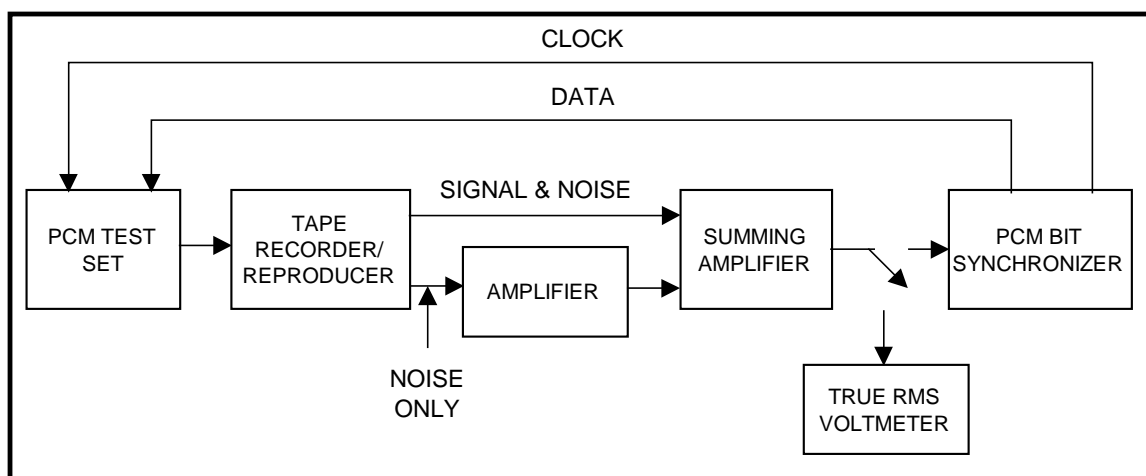 CLOCK
DATA
SIGNAL & NOISE
PCM TEST
SET
TAPE
RECORDER/
REPRODUCER
AMPLIFIER
SUMMING
AMPLIFIER
PCM BIT
SYNCHRONIZER
NOISE
ONLY
TRUE RMS
VOLTMETER